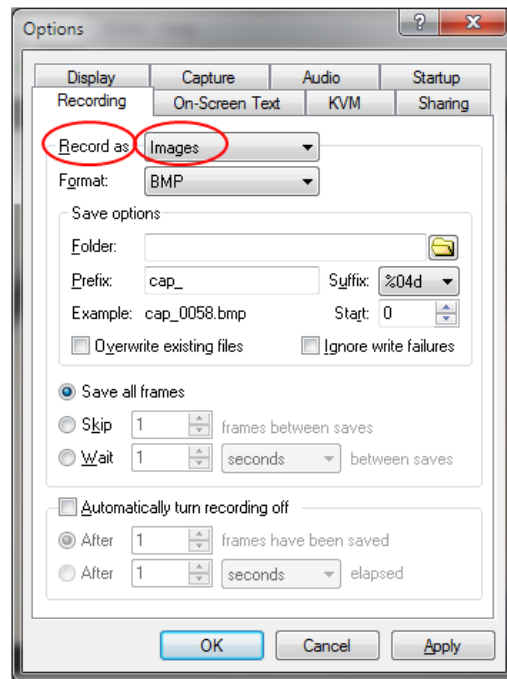 Options
Display Capture Audio Startup
Recording On-Screen Text KVM Sharing
Record as Images
Format: BMP
Save options
Folder:
Prefix: cap_ Suffix: %04d
Example: cap_0058.bmp Start: 0
Overwrite existing files Ignore write failures
Save all frames
Skip 1 frames between saves
Wait 1 seconds between saves
Automatically turn recording off
After 1 frames have been saved
After 1 seconds elapsed
OK Cancel Apply